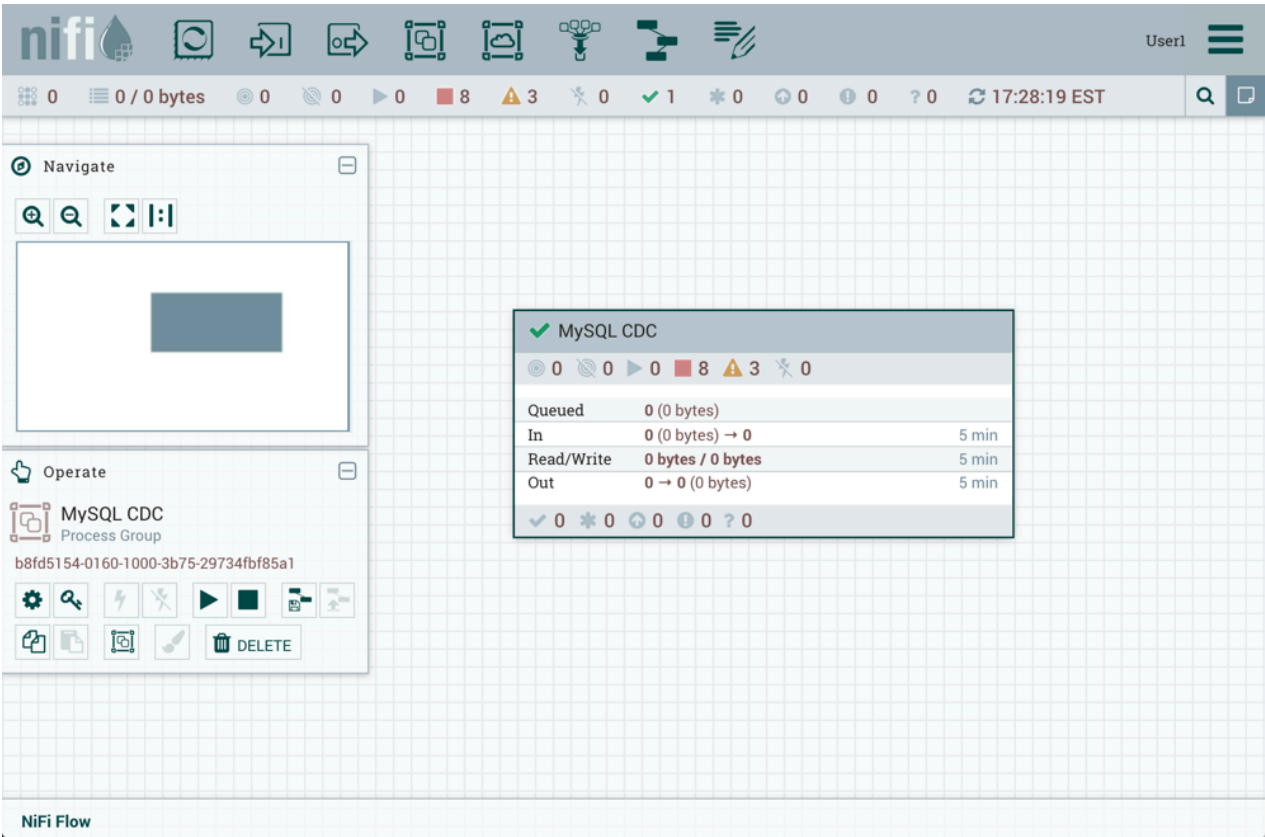 nifi
User1
0 0 / 0 bytes 0 0 0 8 3 0 1 0 0 0 ? 0 17:28:19 EST
Navigate
Operate
MySQL CDC
Process Group
b8fd5154-0160-1000-3b75-29734fbf85a1
DELETE
MySQL CDC
0 0 0 8 3 0
Queued 0 (0 bytes)
In 0 (0 bytes) → 0 5 min
Read/Write 0 bytes / 0 bytes 5 min
Out 0 → 0 (0 bytes) 5 min
0 0 0 0 ? 0
NiFi Flow